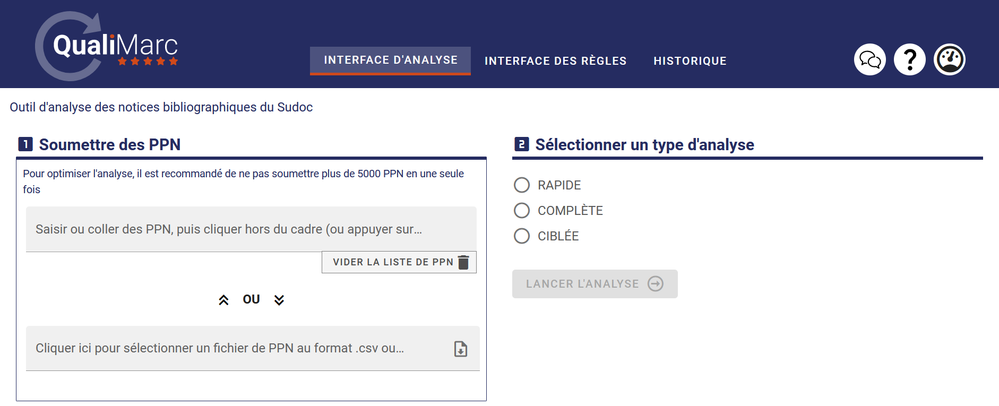 QualiMarc
INTERFACE D'ANALYSE
INTERFACE DES RÈGLES
HISTORIQUE
?
Outil d'analyse des notices bibliographiques du Sudoc
1 Soumettre des PPN
Pour optimiser l'analyse, il est recommandé de ne pas soumettre plus de 5000 PPN en une seule
fois
Saisir ou coller des PPN, puis cliquer hors du cadre (ou appuyer sur...
VIDER LA LISTE DE PPN
OU
Cliquer ici pour sélectionner un fichier de PPN au format .csv ou...
2 Sélectionner un type d'analyse
RAPIDE
COMPLÈTE
CIBLÉE
LANCER L'ANALYSE